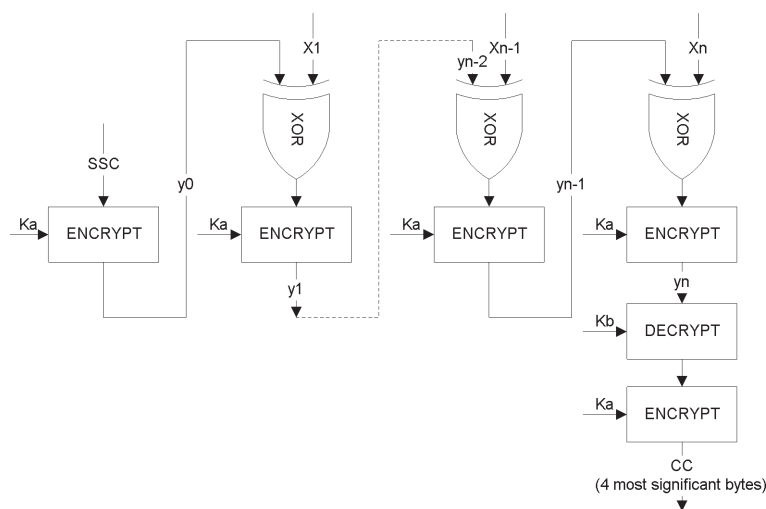 X1
yn-2
Xn-1
Xn
XOR
XOR
XOR
SSC
y0
yn-1
Ka
ENCRYPT
Ka
ENCRYPT
Ka
ENCRYPT
Ka
ENCRYPT
y1
yn
Kb
DECRYPT
Ka
ENCRYPT
CC
(4 most significant bytes)